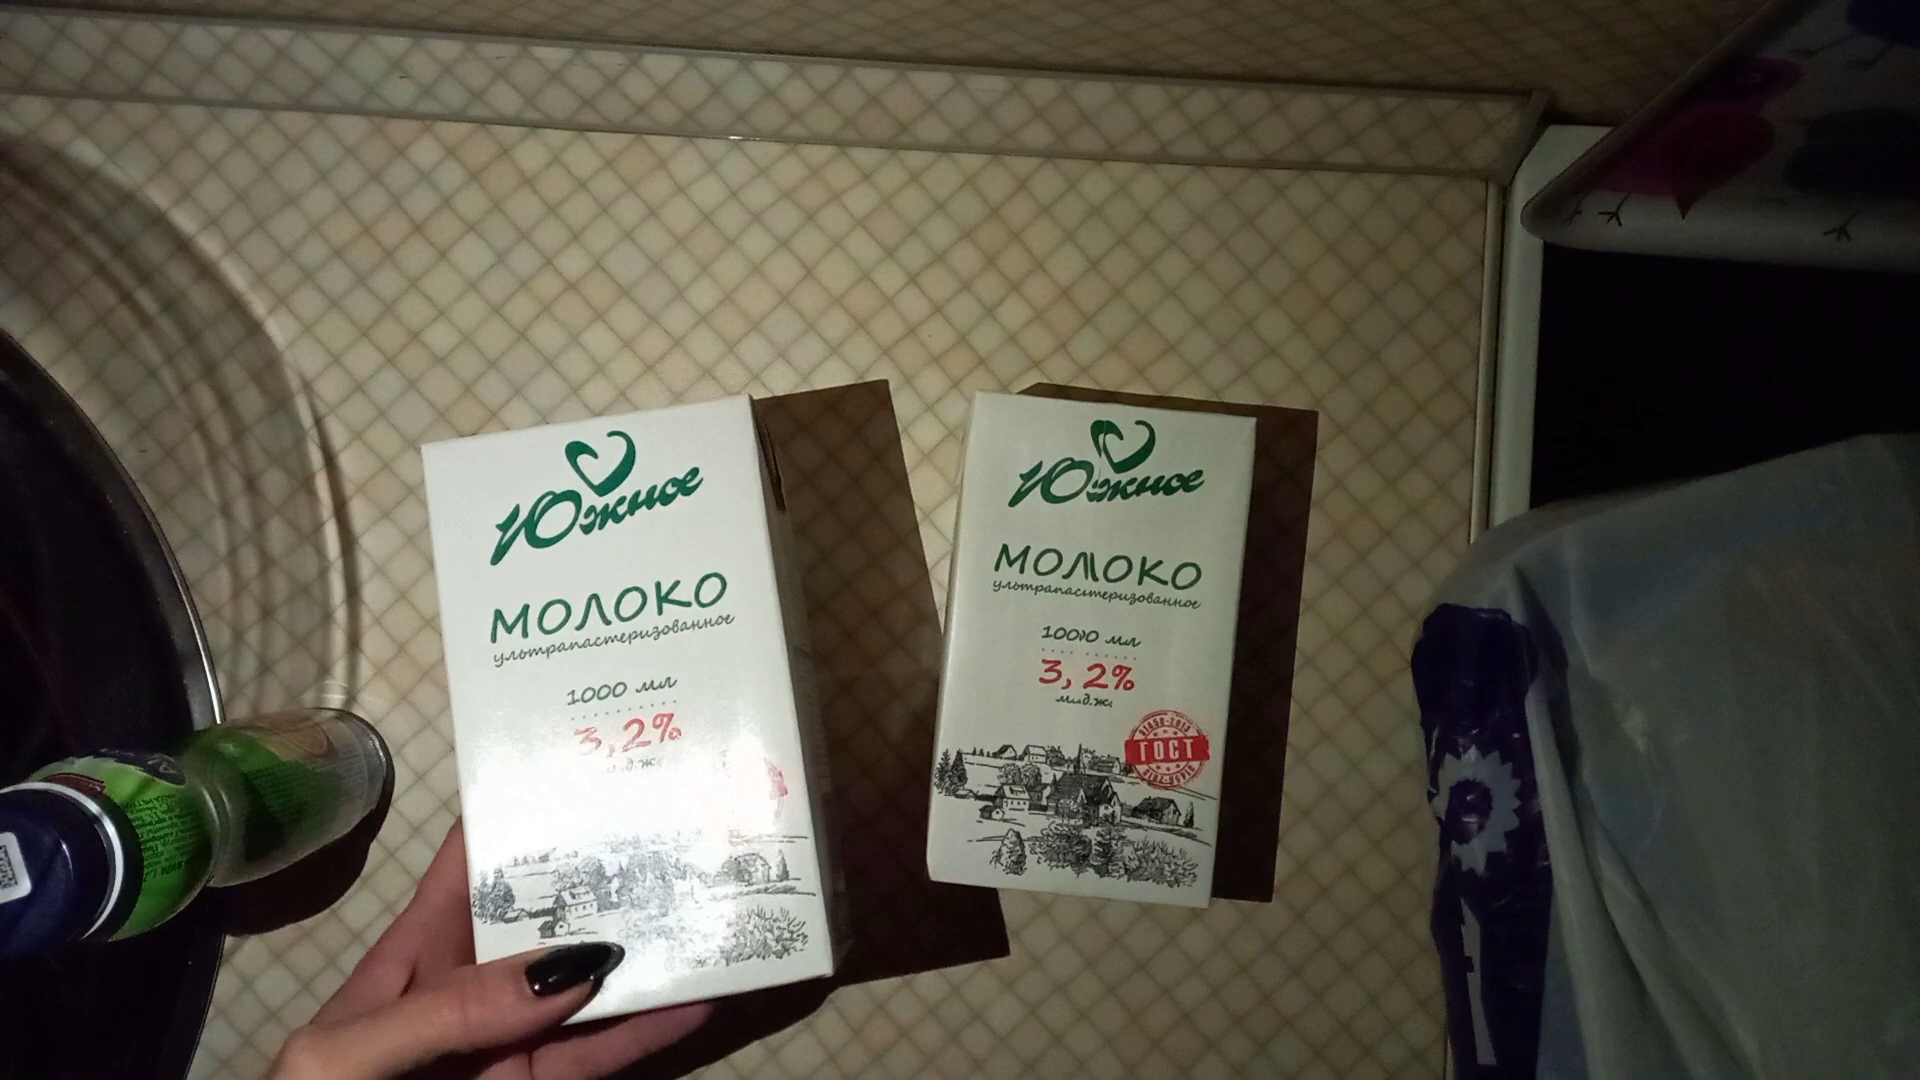 Южное
МОЛОКО
ультрапастеризованное
1000 мл
3,2%
м.д.ж.
Южное
МОЛОКО
ультрапастеризованное
1000 мл
3,2%
м.д.ж.
ГОСТ